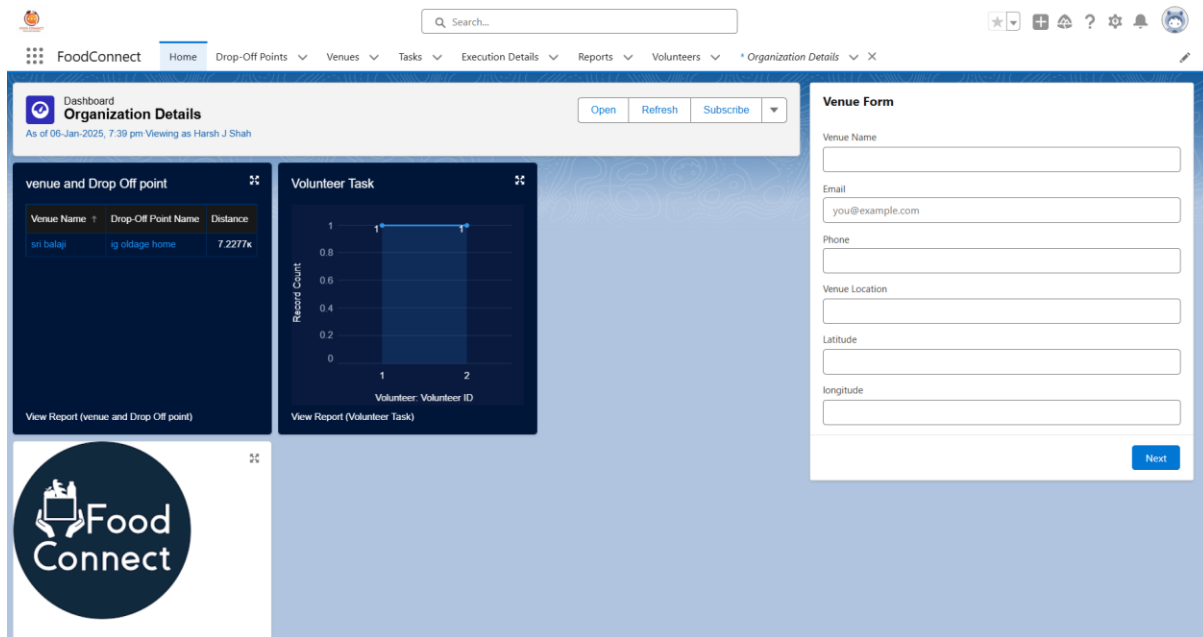 Search...
FoodConnect
Home
Drop-Off Points
Venues
Tasks
Execution Details
Reports
Volunteers
* Organization Details
Dashboard
Organization Details
As of 06-Jan-2025, 7:39 pm Viewing as Harsh J Shah
Open
Refresh
Subscribe
venue and Drop Off point
Venue Name
Drop-Off Point Name
Distance
sri balaji
ig oldage home
7.2277ĸ
View Report (venue and Drop Off point)
Volunteer Task
Record Count
1
0.8
0.6
0.4
0.2
0
1
1
1
2
Volunteer: Volunteer ID
View Report (Volunteer Task)
Food
Connect
Venue Form
Venue Name
Email
you@example.com
Phone
Venue Location
Latitude
longitude
Next